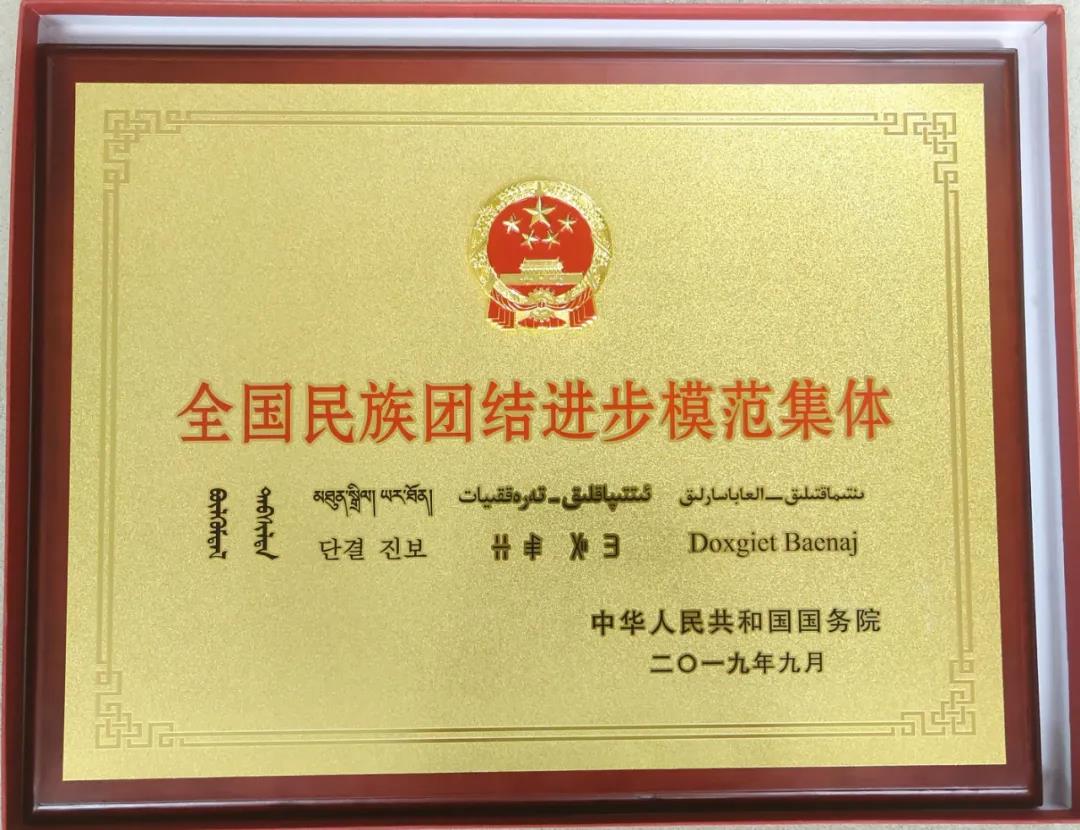 全国民族团结进步模范集体
མཐུན་སྒྲིལ། ཡར་ཐོན།
ئىتتىپاقلىق-تەرەققىيات
ىنتىماقتىلىق-العاباسارلىق
단결 진보
Doxgiet Baenaj
中华人民共和国国务院
二〇一九年九月